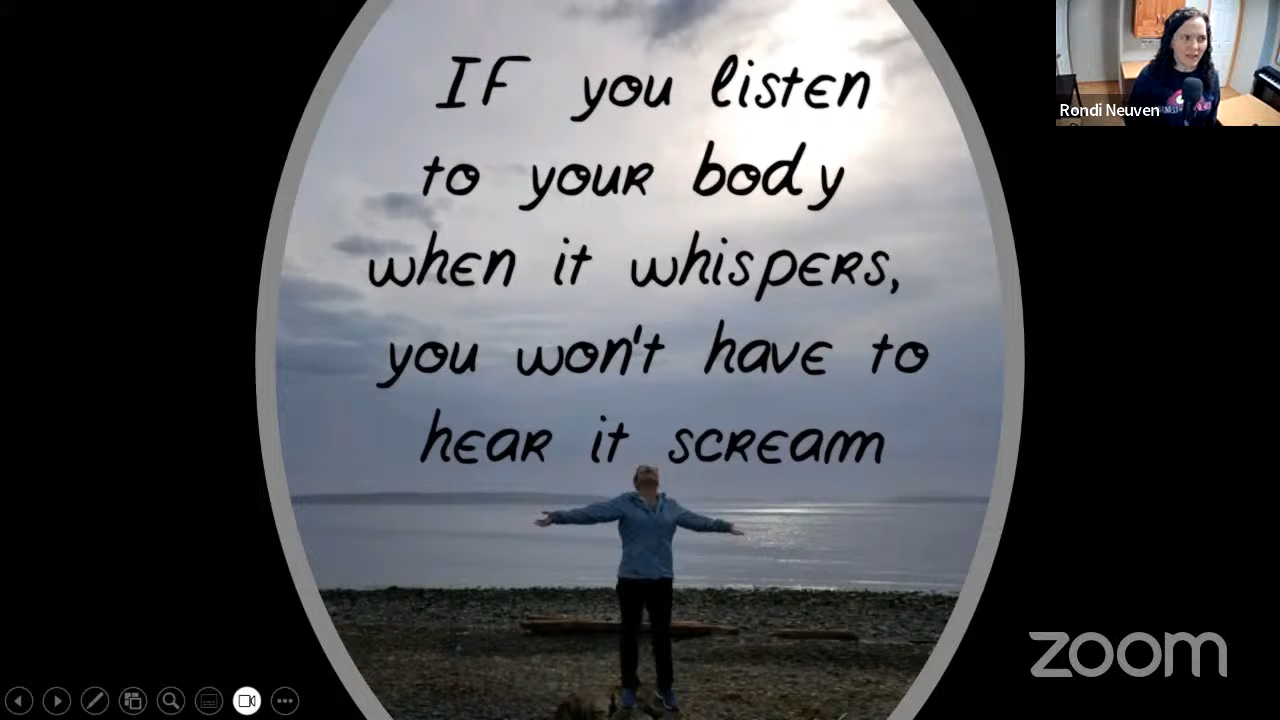 IF you listen
to your body
when it whispers,
you won't have to
hear it scream
Rondi Neuven
zoom